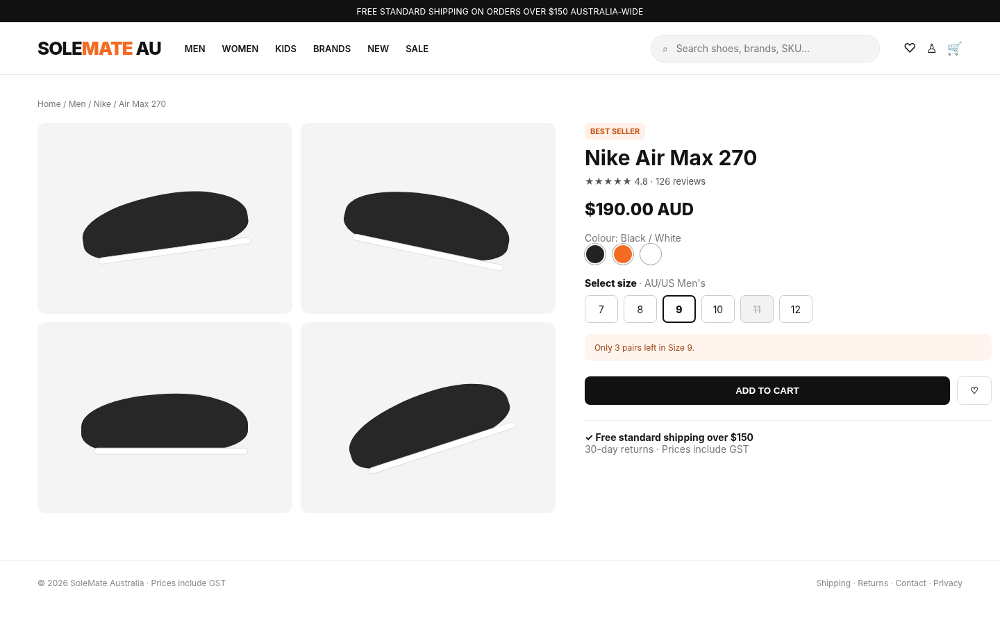 FREE STANDARD SHIPPING ON ORDERS OVER $150 AUSTRALIA-WIDE
SOLEMATE AU
MEN WOMEN KIDS BRANDS NEW SALE
Search shoes, brands, SKU...
Home / Men / Nike / Air Max 270
BEST SELLER
Nike Air Max 270
★★★★★ 4.8 · 126 reviews
$190.00 AUD
Colour: Black / White
Select size · AU/US Men's
7 8 9 10 11 12
Only 3 pairs left in Size 9.
ADD TO CART
✓ Free standard shipping over $150
30-day returns · Prices include GST
© 2026 SoleMate Australia · Prices include GST
Shipping · Returns · Contact · Privacy